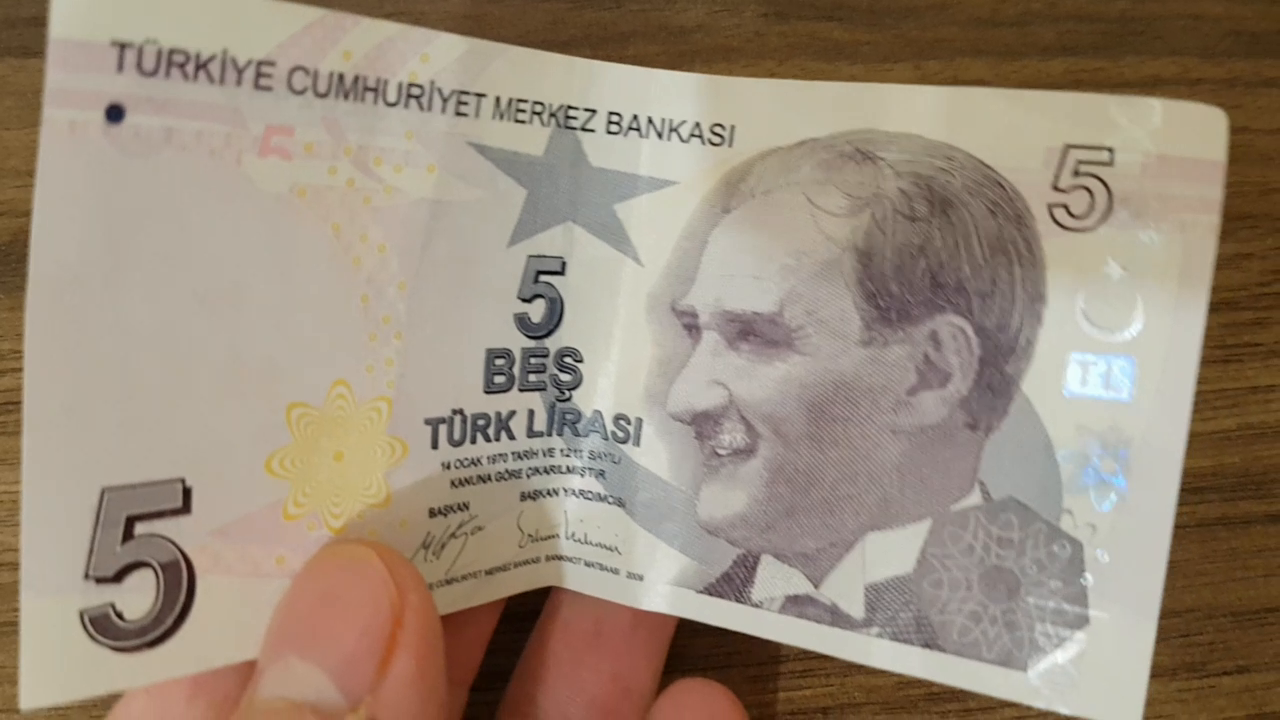 TÜRKİYE CUMHURİYET MERKEZ BANKASI
5
5
5
BEŞ
TÜRK LİRASI
14 OCAK 1970 TARİH VE 1211 SAYILI
KANUNA GÖRE ÇIKARILMIŞTIR
BAŞKAN
BAŞKAN YARDIMCISI
CUMHURİYET MERKEZ BANKASI BANKNOT MATBAASI 2009
5
TL